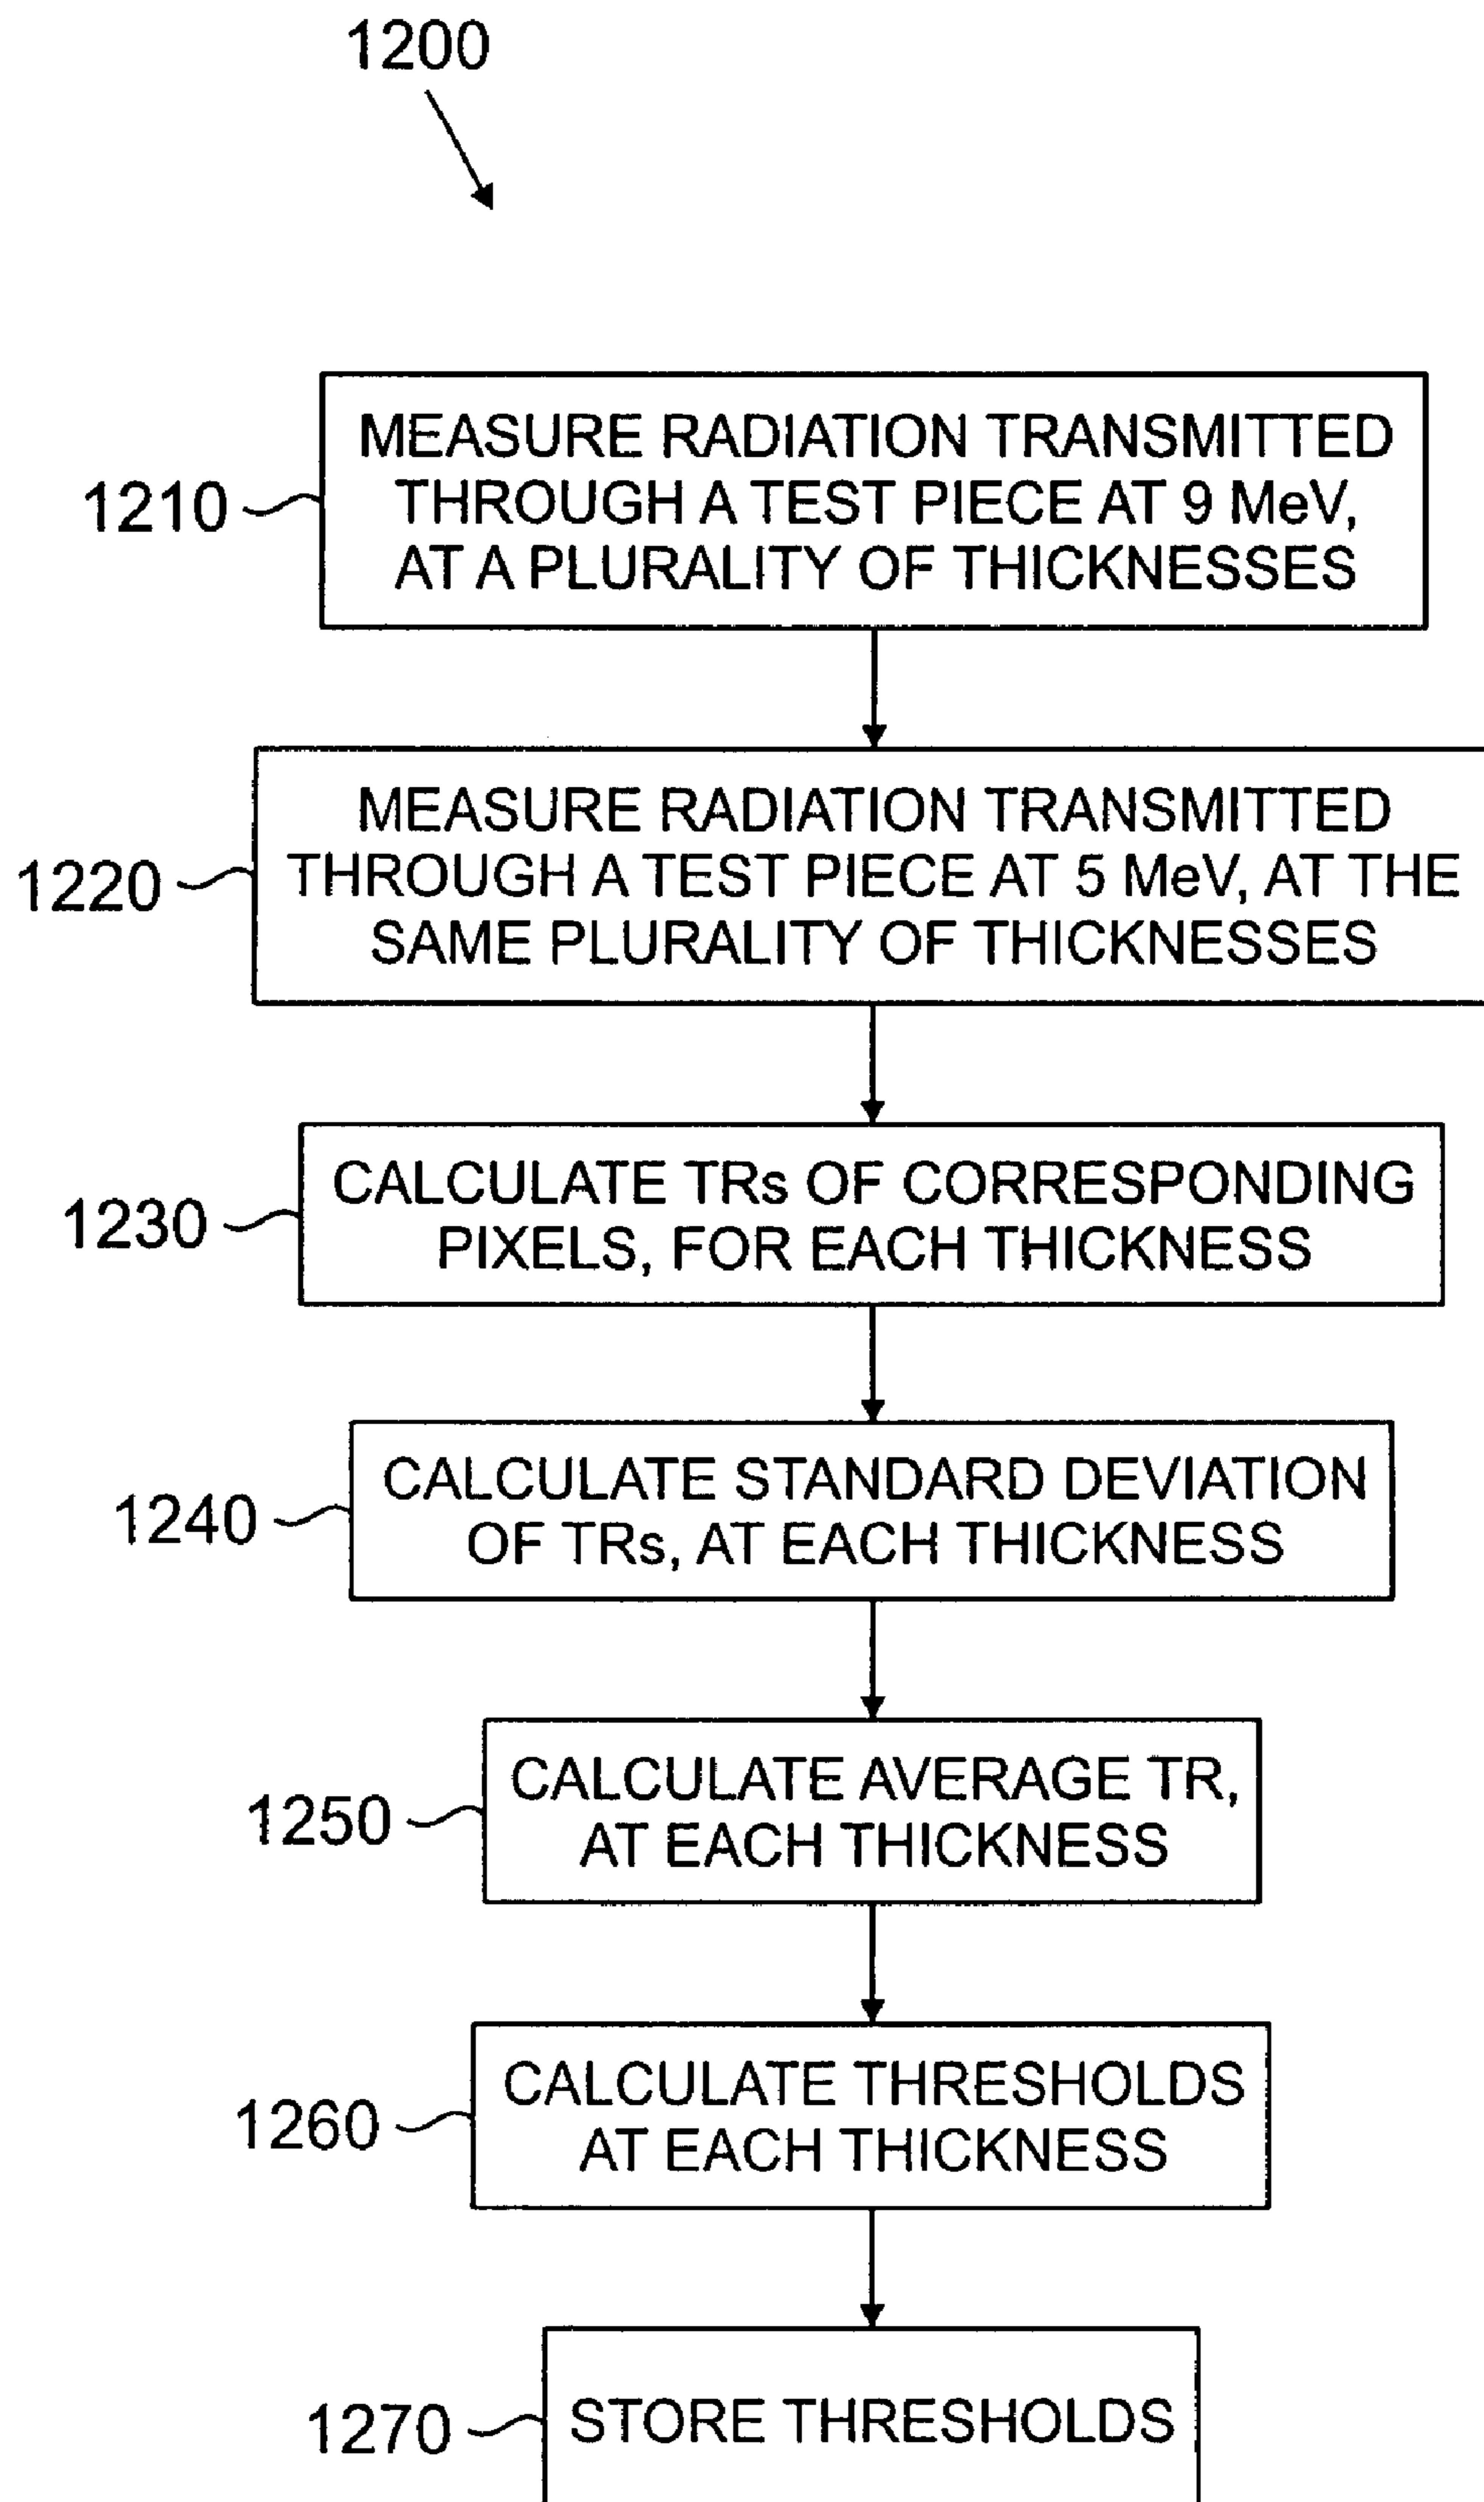 1200
1210
MEASURE RADIATION TRANSMITTED
THROUGH A TEST PIECE AT 9 MeV,
AT A PLURALITY OF THICKNESSES
1220
MEASURE RADIATION TRANSMITTED
THROUGH A TEST PIECE AT 5 MeV, AT THE
SAME PLURALITY OF THICKNESSES
1230
CALCULATE TRs OF CORRESPONDING
PIXELS, FOR EACH THICKNESS
1240
CALCULATE STANDARD DEVIATION
OF TRs, AT EACH THICKNESS
1250
CALCULATE AVERAGE TR,
AT EACH THICKNESS
1260
CALCULATE THRESHOLDS
AT EACH THICKNESS
1270
STORE THRESHOLDS